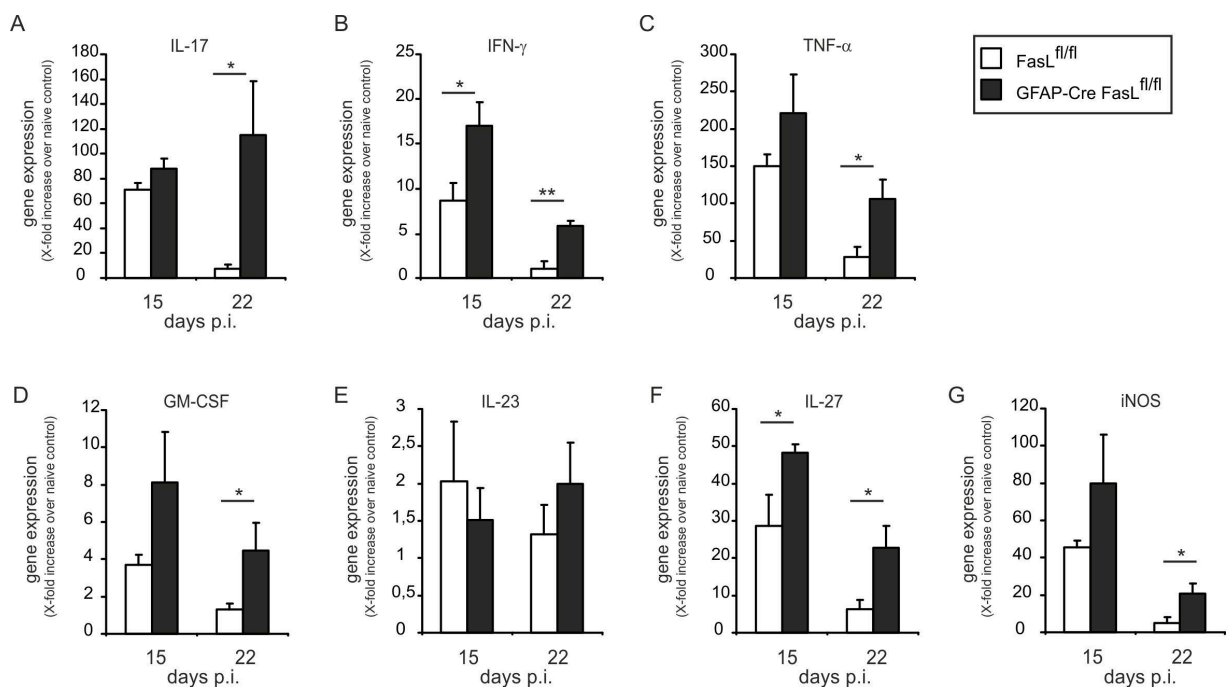 A
IL-17
gene expression
(X-fold increase over naive control)
180
160
140
120
100
80
60
40
20
0
*
15
22
days p.i.
B
IFN-γ
gene expression
(X-fold increase over naive control)
25
20
15
10
5
0
*
**
15
22
days p.i.
C
TNF-α
gene expression
(X-fold increase over naive control)
300
250
200
150
100
50
0
*
15
22
days p.i.
FasL fl/fl
GFAP-Cre FasL fl/fl
D
GM-CSF
gene expression
(X-fold increase over naive control)
12
10
8
6
4
2
0
*
15
22
days p.i.
E
IL-23
gene expression
(X-fold increase over naive control)
3
2,5
2
1,5
1
0,5
0
15
22
days p.i.
F
IL-27
gene expression
(X-fold increase over naive control)
60
50
40
30
20
10
0
*
*
15
22
days p.i.
G
iNOS
gene expression
(X-fold increase over naive control)
120
100
80
60
40
20
0
*
15
22
days p.i.